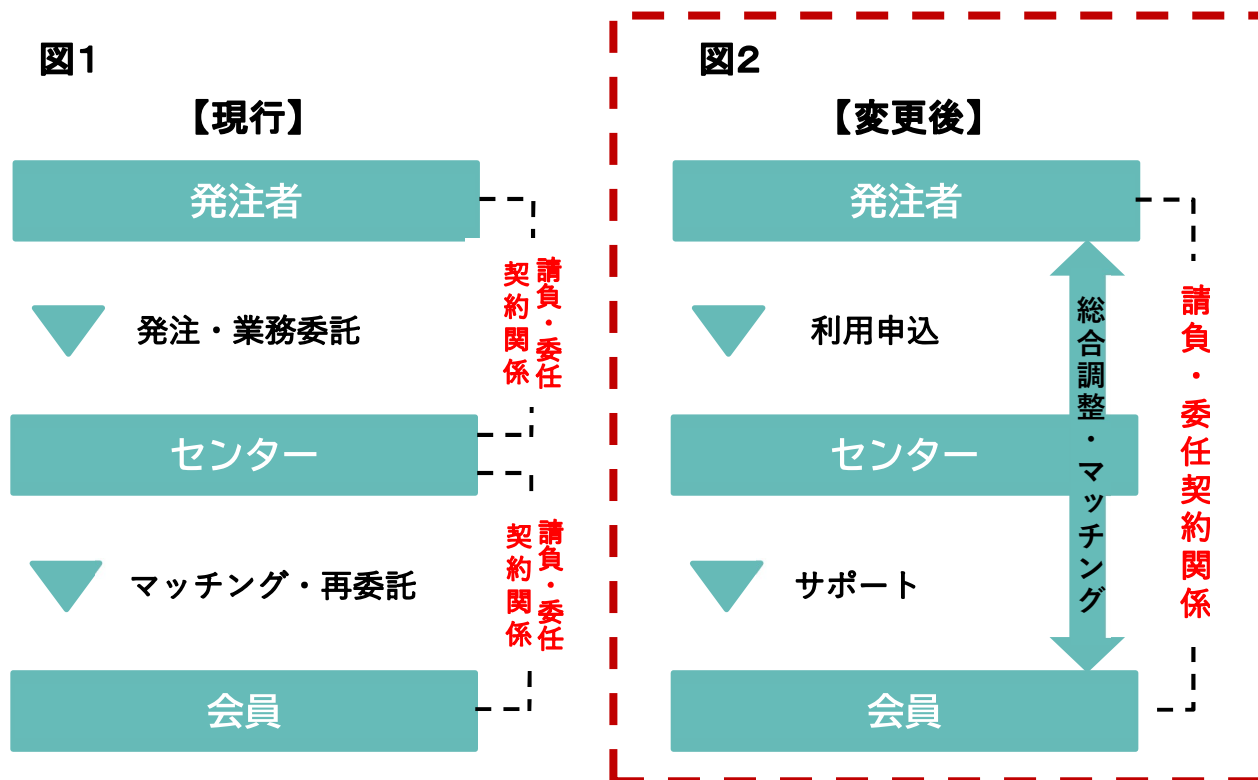 図1
【現行】
発注者
発注・業務委託
請負・委任
契約関係
センター
マッチング・再委託
請負・委任
契約関係
会員
図2
【変更後】
発注者
利用申込
総合調整・マッチング
請負・委任契約関係
センター
サポート
会員